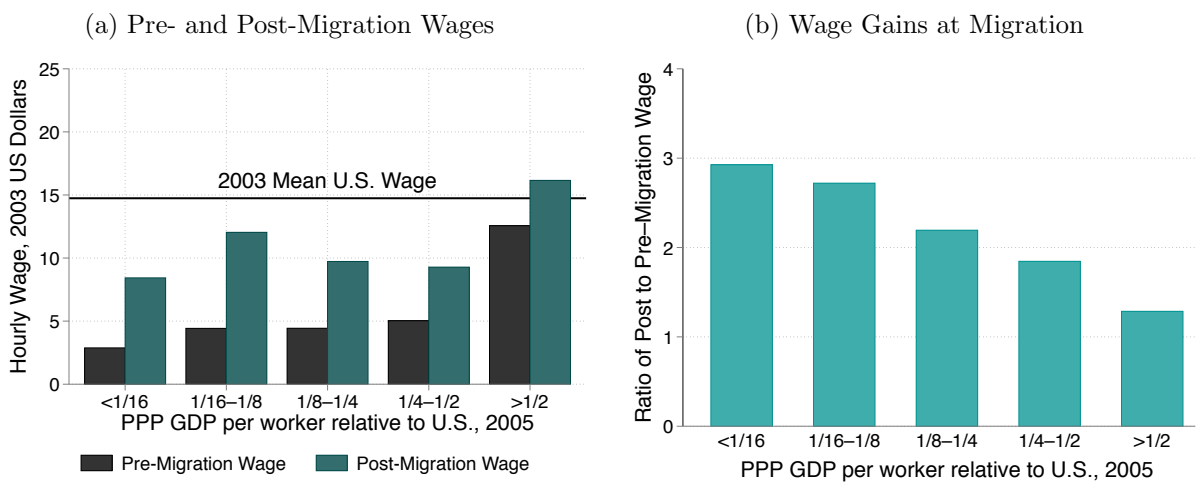 (a) Pre- and Post-Migration Wages
Hourly Wage, 2003 US Dollars
25
20
15
10
5
0
2003 Mean U.S. Wage
<1/16 1/16–1/8 1/8–1/4 1/4–1/2 >1/2
PPP GDP per worker relative to U.S., 2005
Pre-Migration Wage Post-Migration Wage
(b) Wage Gains at Migration
Ratio of Post to Pre–Migration Wage
4
3
2
1
0
<1/16 1/16–1/8 1/8–1/4 1/4–1/2 >1/2
PPP GDP per worker relative to U.S., 2005